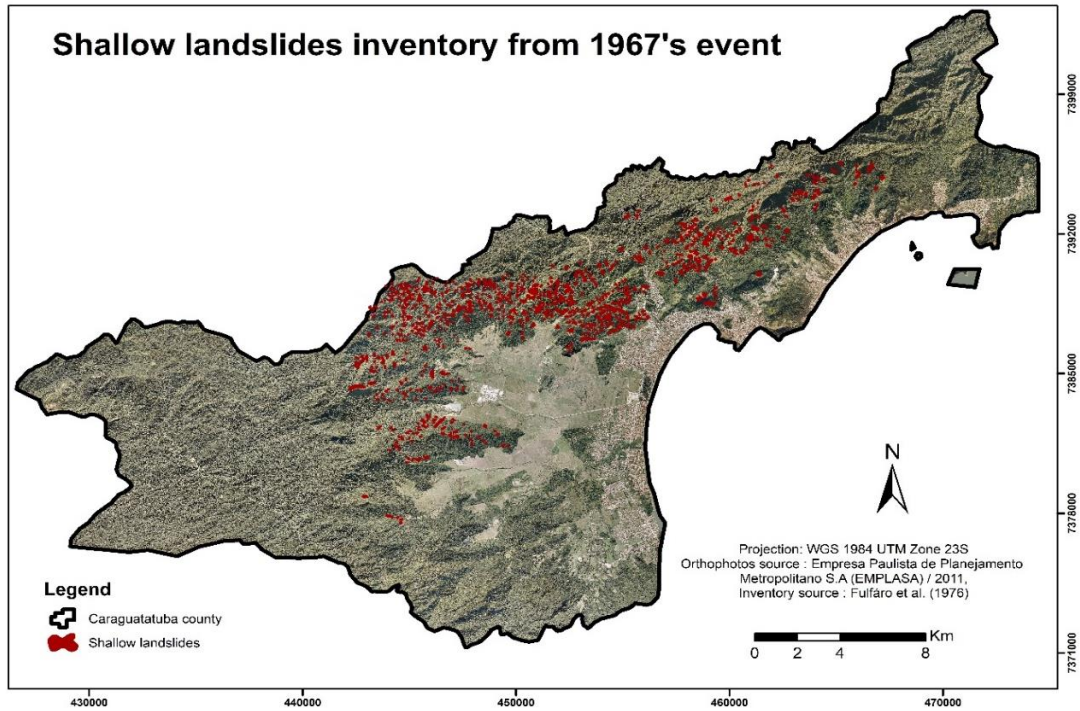 Shallow landslides inventory from 1967's event
7399000
7392000
7385000
7378000
7371000
N
Projection: WGS 1984 UTM Zone 23S
Orthophotos source : Empresa Paulista de Planejamento
Metropolitano S.A (EMPLASA) / 2011,
Inventory source : Fulfáro et al. (1976)
Legend
Caraguatatuba county
Shallow landslides
Km
0 2 4 8
430000 440000 450000 460000 470000